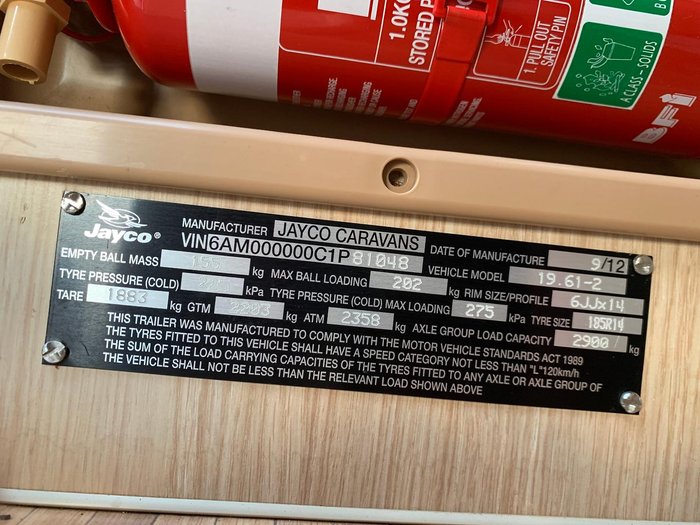 1.0KG
STORED P
1. PULL OUT
SAFETY PIN
A CLASS... SOLIDS
Jayco®
MANUFACTURER JAYCO CARAVANS
DATE OF MANUFACTURE 9/12
VIN 6AM000000C1P81048
VEHICLE MODEL 19.61-2
EMPTY BALL MASS 155 kg MAX BALL LOADING 202 kg RIM SIZE/PROFILE 6JJx14
TYRE PRESSURE (COLD) kPa TYRE PRESSURE (COLD) MAX LOADING 275 kPa TYRE SIZE 185R14
TARE 1883 kg GTM kg ATM 2358 kg AXLE GROUP LOAD CAPACITY 2900 kg
THIS TRAILER WAS MANUFACTURED TO COMPLY WITH THE MOTOR VEHICLE STANDARDS ACT 1989
THE TYRES FITTED TO THIS VEHICLE SHALL HAVE A SPEED CATEGORY NOT LESS THAN "L"120km/h
THE SUM OF THE LOAD CARRYING CAPACITIES OF THE TYRES FITTED TO ANY AXLE OR AXLE GROUP OF
THE VEHICLE SHALL NOT BE LESS THAN THE RELEVANT LOAD SHOWN ABOVE